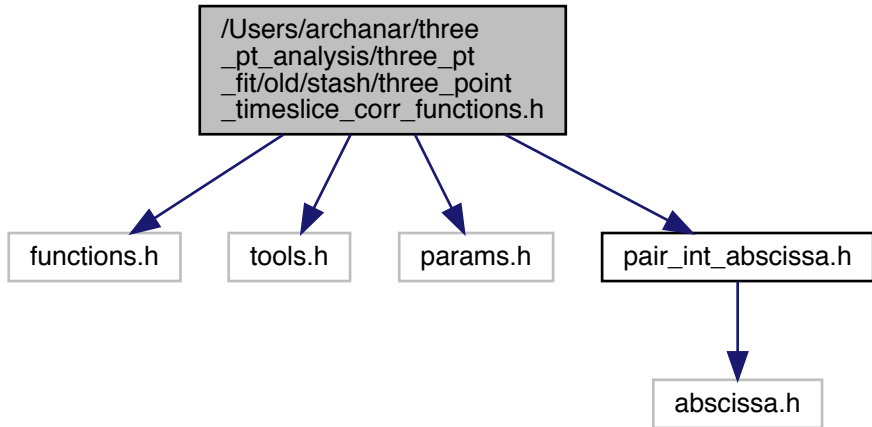 /Users/archanar/three
_pt_analysis/three_pt
_fit/old/stash/three_point
_timeslice_corr_functions.h
functions.h
tools.h
params.h
pair_int_abscissa.h
abscissa.h